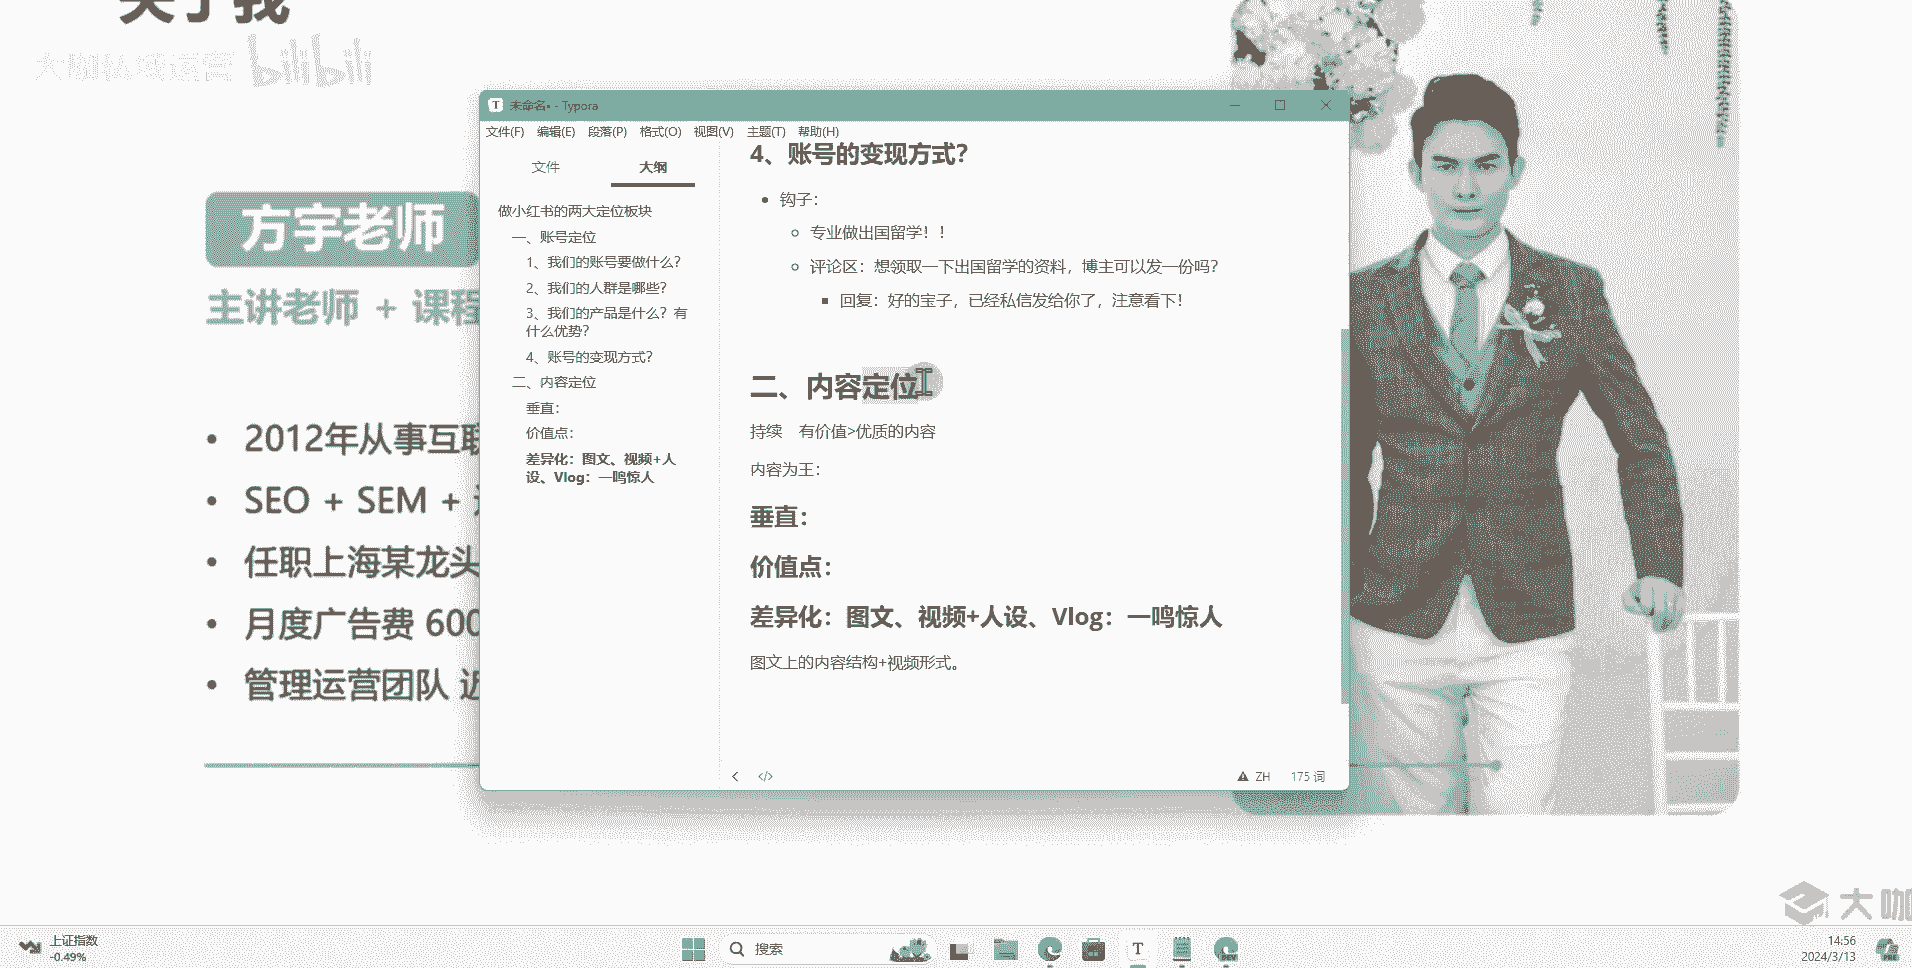 关于我
大咖私域运营 bilibili
方宇老师
主讲老师 + 课程
2012年从事互联
SEO + SEM +
任职上海某龙头
月度广告费 600
管理运营团队 近
未命名• - Typora
文件(F) 编辑(E) 段落(P) 格式(O) 视图(V) 主题(T) 帮助(H)
文件 大纲
做小红书的两大定位板块
一、账号定位
1、我们的账号要做什么？
2、我们的人群是哪些？
3、我们的产品是什么？有
什么优势？
4、账号的变现方式？
二、内容定位
垂直：
价值点：
差异化：图文、视频+人
设、Vlog：一鸣惊人
4、账号的变现方式？
钩子：
专业做出国留学！！
评论区：想领取一下出国留学的资料，博主可以发一份吗？
回复：好的宝子，已经私信发给你了，注意看下！
二、内容定位
持续 有价值>优质的内容
内容为王：
垂直：
价值点：
差异化：图文、视频+人设、Vlog：一鸣惊人
图文上的内容结构+视频形式。
ZH 175 词
大咖
上证指数
-0.49%
搜索
14:56
2024/3/13